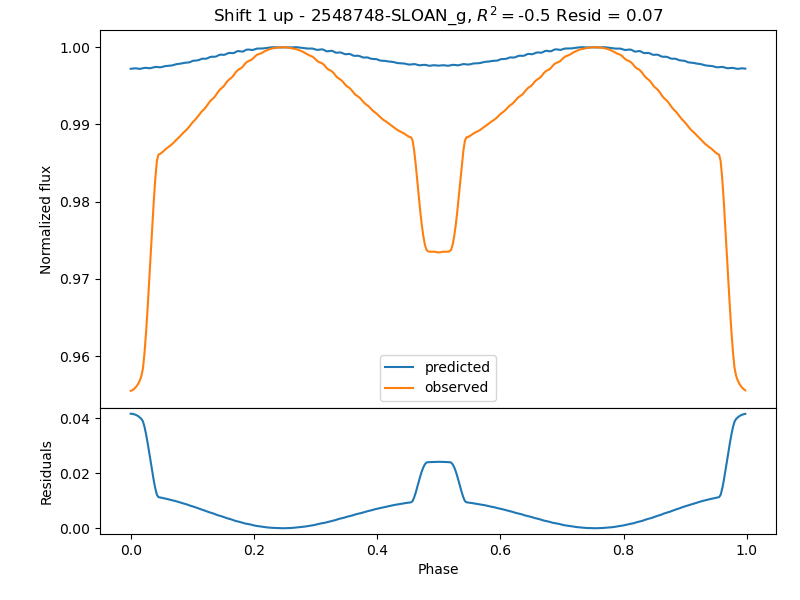 Shift 1 up - 2548748-SLOAN_g, R² = -0.5 Resid = 0.07
1.00
0.99
0.98
0.97
0.96
Normalized flux
predicted
observed
0.04
0.02
0.00
Residuals
0.0 0.2 0.4 0.6 0.8 1.0
Phase